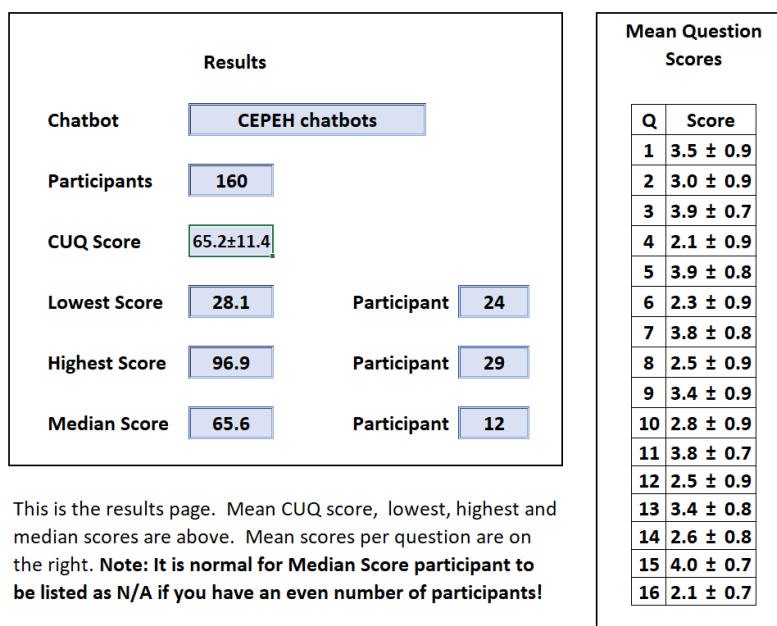 Results
Chatbot CEPEH chatbots
Participants 160
CUQ Score 65.2±11.4
Lowest Score 28.1 Participant 24
Highest Score 96.9 Participant 29
Median Score 65.6 Participant 12
This is the results page. Mean CUQ score, lowest, highest and
median scores are above. Mean scores per question are on
the right. Note: It is normal for Median Score participant to
be listed as N/A if you have an even number of participants!
Mean Question
Scores
Q Score
1 3.5 ± 0.9
2 3.0 ± 0.9
3 3.9 ± 0.7
4 2.1 ± 0.9
5 3.9 ± 0.8
6 2.3 ± 0.9
7 3.8 ± 0.8
8 2.5 ± 0.9
9 3.4 ± 0.9
10 2.8 ± 0.9
11 3.8 ± 0.7
12 2.5 ± 0.9
13 3.4 ± 0.8
14 2.6 ± 0.8
15 4.0 ± 0.7
16 2.1 ± 0.7